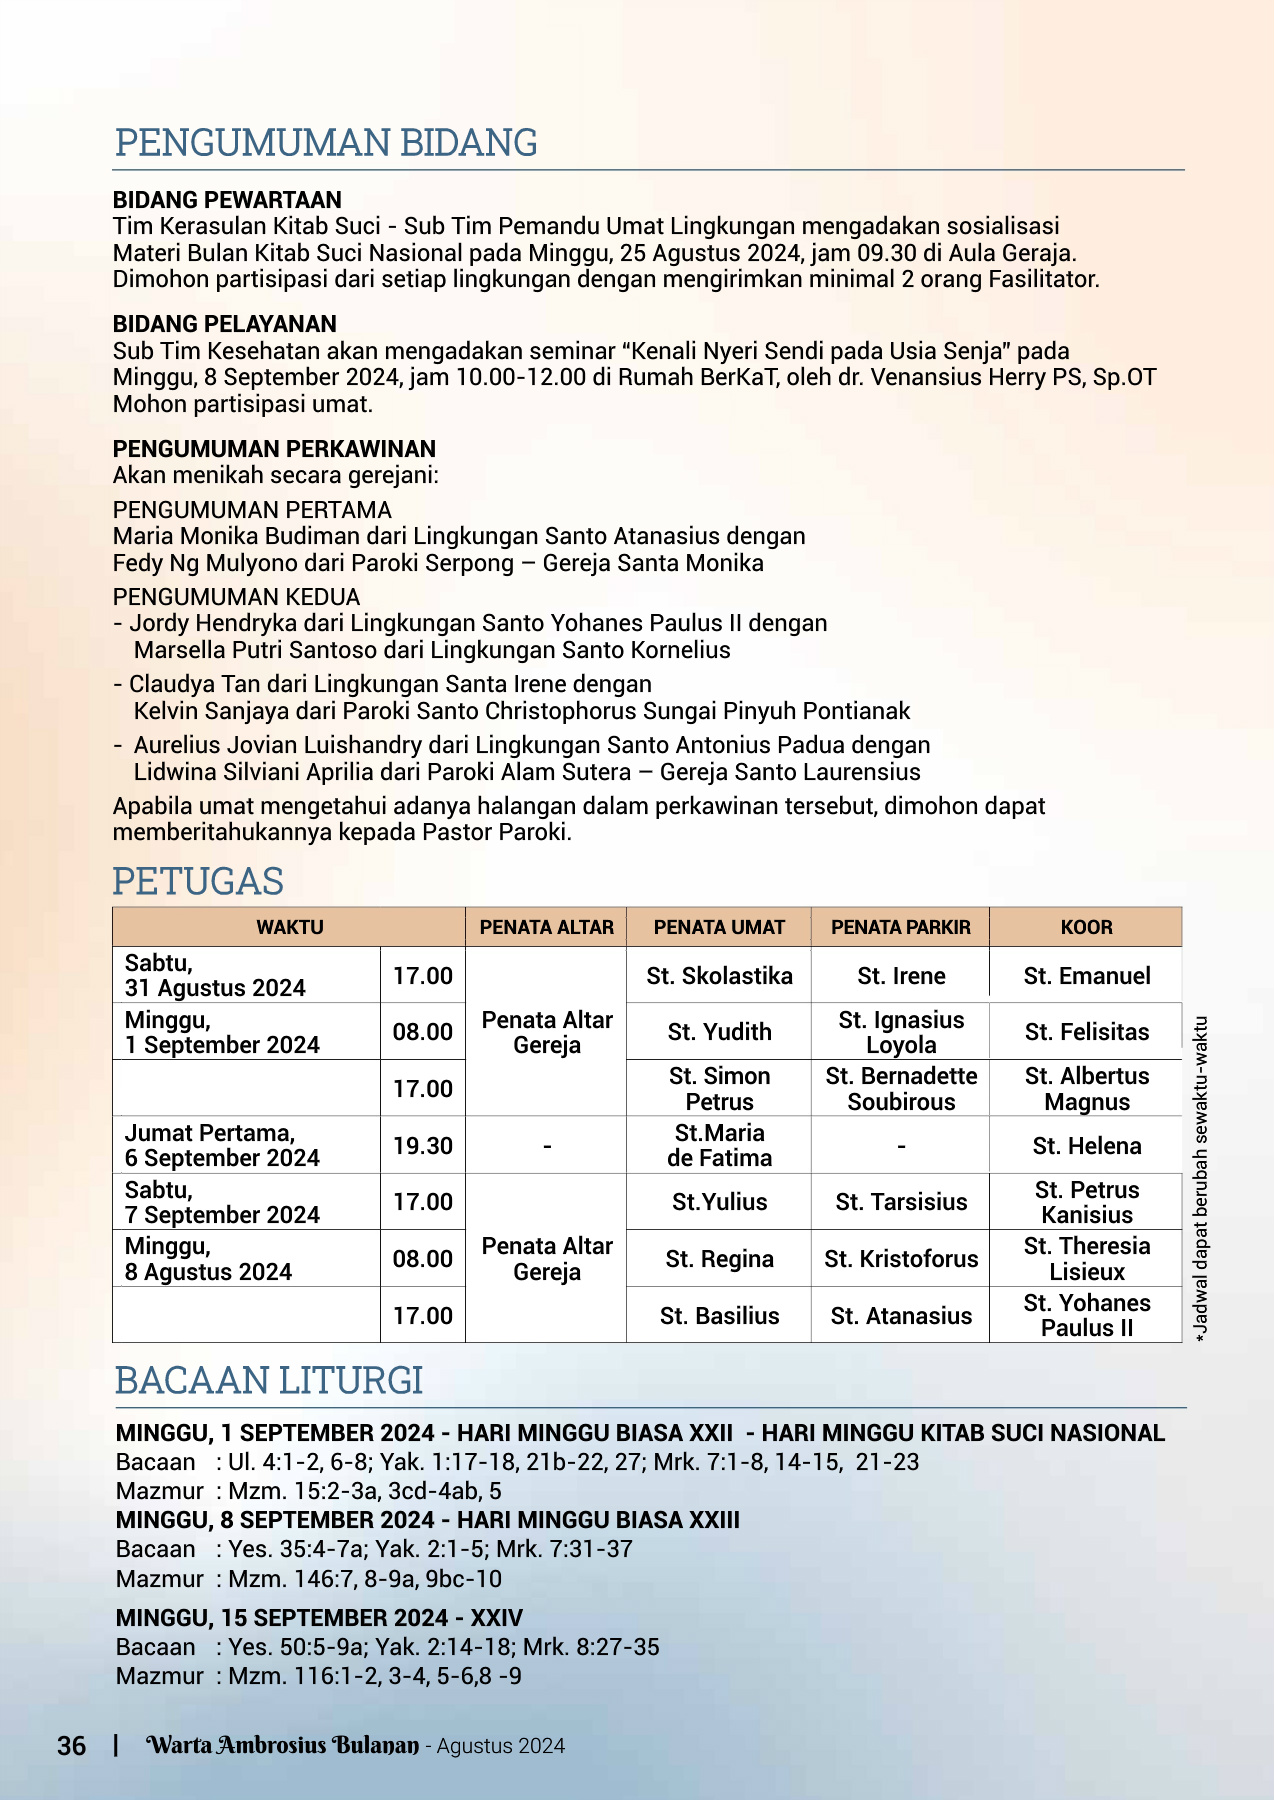 PENGUMUMAN BIDANG
BIDANG PEWARTAAN
Tim Kerasulan Kitab Suci - Sub Tim Pemandu Umat Lingkungan mengadakan sosialisasi
Materi Bulan Kitab Suci Nasional pada Minggu, 25 Agustus 2024, jam 09.30 di Aula Geraja.
Dimohon partisipasi dari setiap lingkungan dengan mengirimkan minimal 2 orang Fasilitator.
BIDANG PELAYANAN
Sub Tim Kesehatan akan mengadakan seminar “Kenali Nyeri Sendi pada Usia Senja” pada
Minggu, 8 September 2024, jam 10.00-12.00 di Rumah BerKaT, oleh dr. Venansius Herry PS, Sp.OT
Mohon partisipasi umat.
PENGUMUMAN PERKAWINAN
Akan menikah secara gerejani:
PENGUMUMAN PERTAMA
Maria Monika Budiman dari Lingkungan Santo Atanasius dengan
Fedy Ng Mulyono dari Paroki Serpong – Gereja Santa Monika
PENGUMUMAN KEDUA
- Jordy Hendryka dari Lingkungan Santo Yohanes Paulus II dengan
Marsella Putri Santoso dari Lingkungan Santo Kornelius
- Claudya Tan dari Lingkungan Santa Irene dengan
Kelvin Sanjaya dari Paroki Santo Christophorus Sungai Pinyuh Pontianak
- Aurelius Jovian Luishandry dari Lingkungan Santo Antonius Padua dengan
Lidwina Silviani Aprilia dari Paroki Alam Sutera – Gereja Santo Laurensius
Apabila umat mengetahui adanya halangan dalam perkawinan tersebut, dimohon dapat
memberitahukannya kepada Pastor Paroki.
PETUGAS
WAKTU PENATA ALTAR PENATA UMAT PENATA PARKIR KOOR
Sabtu,
31 Agustus 2024 17.00 St. Skolastika St. Irene St. Emanuel
Minggu,
1 September 2024 08.00 Penata Altar
Gereja St. Yudith St. Ignasius
Loyola St. Felisitas
17.00 St. Simon
Petrus St. Bernadette
Soubirous St. Albertus
Magnus
Jumat Pertama,
6 September 2024 19.30 - St.Maria
de Fatima - St. Helena
Sabtu,
7 September 2024 17.00 St.Yulius St. Tarsisius St. Petrus
Kanisius
Minggu,
8 Agustus 2024 08.00 Penata Altar
Gereja St. Regina St. Kristoforus St. Theresia
Lisieux
17.00 St. Basilius St. Atanasius St. Yohanes
Paulus II
*Jadwal dapat berubah sewaktu-waktu
BACAAN LITURGI
MINGGU, 1 SEPTEMBER 2024 - HARI MINGGU BIASA XXII - HARI MINGGU KITAB SUCI NASIONAL
Bacaan : Ul. 4:1-2, 6-8; Yak. 1:17-18, 21b-22, 27; Mrk. 7:1-8, 14-15, 21-23
Mazmur : Mzm. 15:2-3a, 3cd-4ab, 5
MINGGU, 8 SEPTEMBER 2024 - HARI MINGGU BIASA XXIII
Bacaan : Yes. 35:4-7a; Yak. 2:1-5; Mrk. 7:31-37
Mazmur : Mzm. 146:7, 8-9a, 9bc-10
MINGGU, 15 SEPTEMBER 2024 - XXIV
Bacaan : Yes. 50:5-9a; Yak. 2:14-18; Mrk. 8:27-35
Mazmur : Mzm. 116:1-2, 3-4, 5-6,8 -9
36 | Warta Ambrosius Bulanan - Agustus 2024